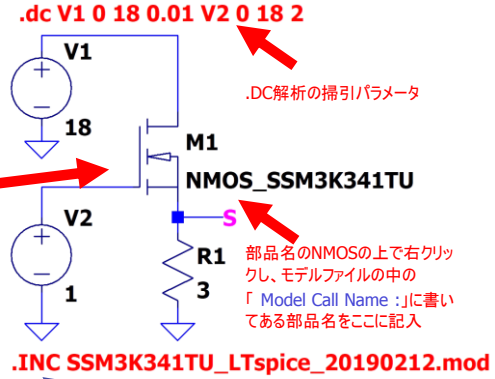 .dc V1 0 18 0.01 V2 0 18 2
V1
18
.DC解析の掃引パラメータ
M1
NMOS_SSM3K341TU
V2
1
S
R1
3
部品名のNMOSの上で右クリッ
クし、モデルファイルの中の
「 Model Call Name :」に書い
てある部品名をここに記入
.INC SSM3K341TU_LTspice_20190212.mod